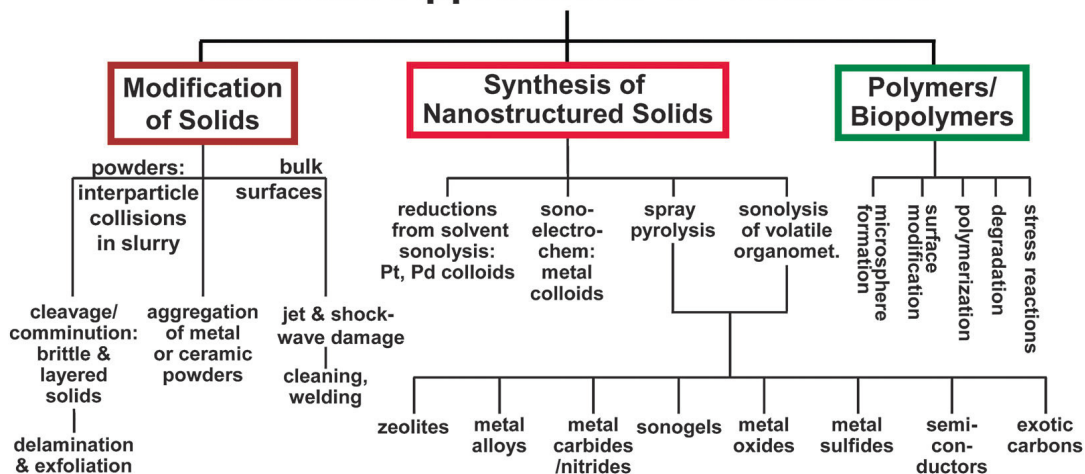 Modification
of Solids
Synthesis of
Nanostructured Solids
Polymers/
Biopolymers
powders:
interparticle
collisions
in slurry
bulk
surfaces
cleavage/
comminution:
brittle &
layered
solids
delamination
& exfoliation
aggregation
of metal
or ceramic
powders
jet & shock-
wave damage
cleaning,
welding
reductions
from solvent
sonolysis:
Pt, Pd colloids
sono-
electro-
chem:
metal
colloids
spray
pyrolysis
sonolysis
of volatile
organomet.
zeolites
metal
alloys
metal
carbides
/nitrides
sonogels
metal
oxides
metal
sulfides
semi-
con-
ductors
exotic
carbons
microsphere
formation
surface
modification
polymerization
degradation
stress reactions